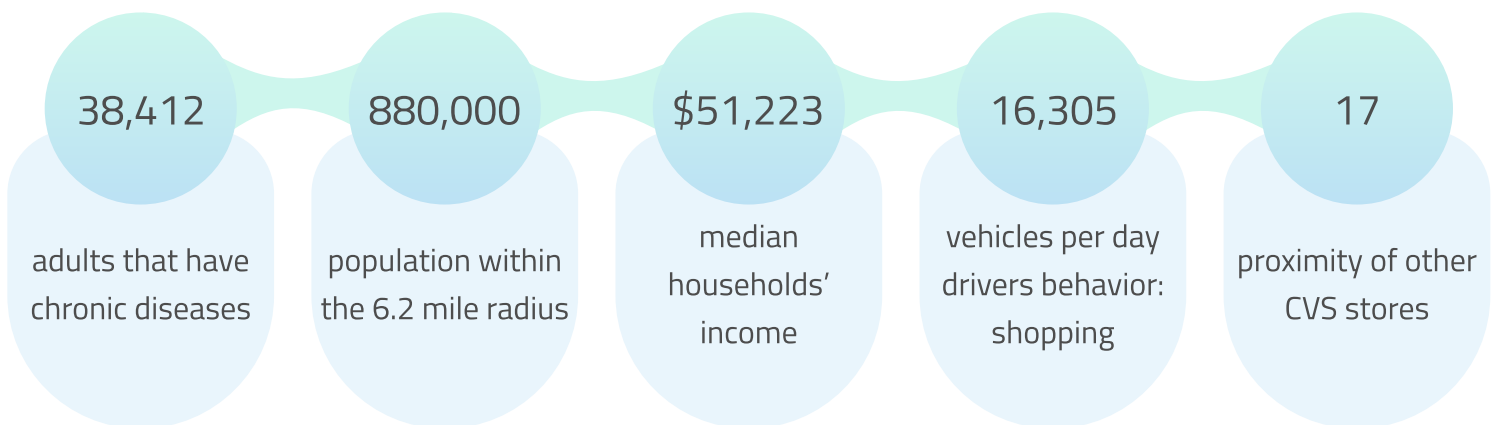 38,412
adults that have
chronic diseases
880,000
population within
the 6.2 mile radius
$51,223
median
households’
income
16,305
vehicles per day
drivers behavior:
shopping
17
proximity of other
CVS stores